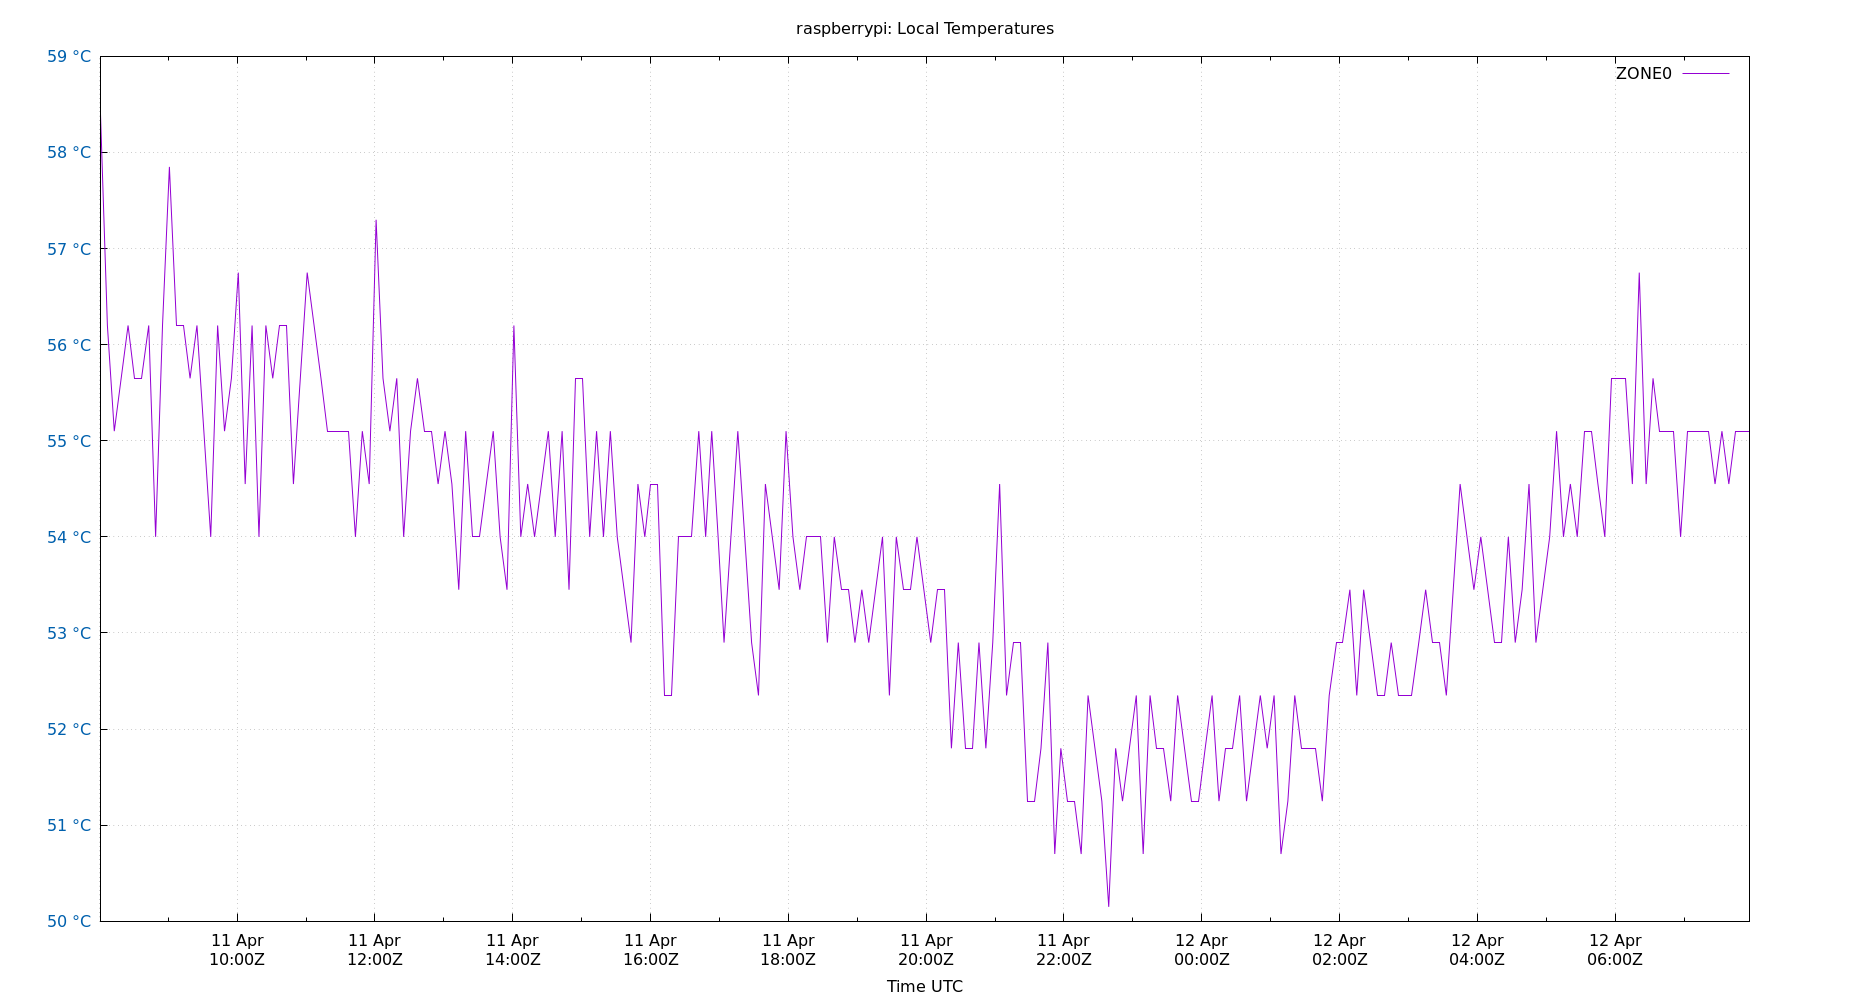 raspberrypi: Local Temperatures
59 °C
ZONE0
58 °C
57 °C
56 °C
55 °C
54 °C
53 °C
52 °C
51 °C
50 °C
11 Apr 11 Apr 11 Apr 11 Apr 11 Apr 11 Apr 11 Apr 12 Apr 12 Apr 12 Apr 12 Apr
10:00Z 12:00Z 14:00Z 16:00Z 18:00Z 20:00Z 22:00Z 00:00Z 02:00Z 04:00Z 06:00Z
Time UTC